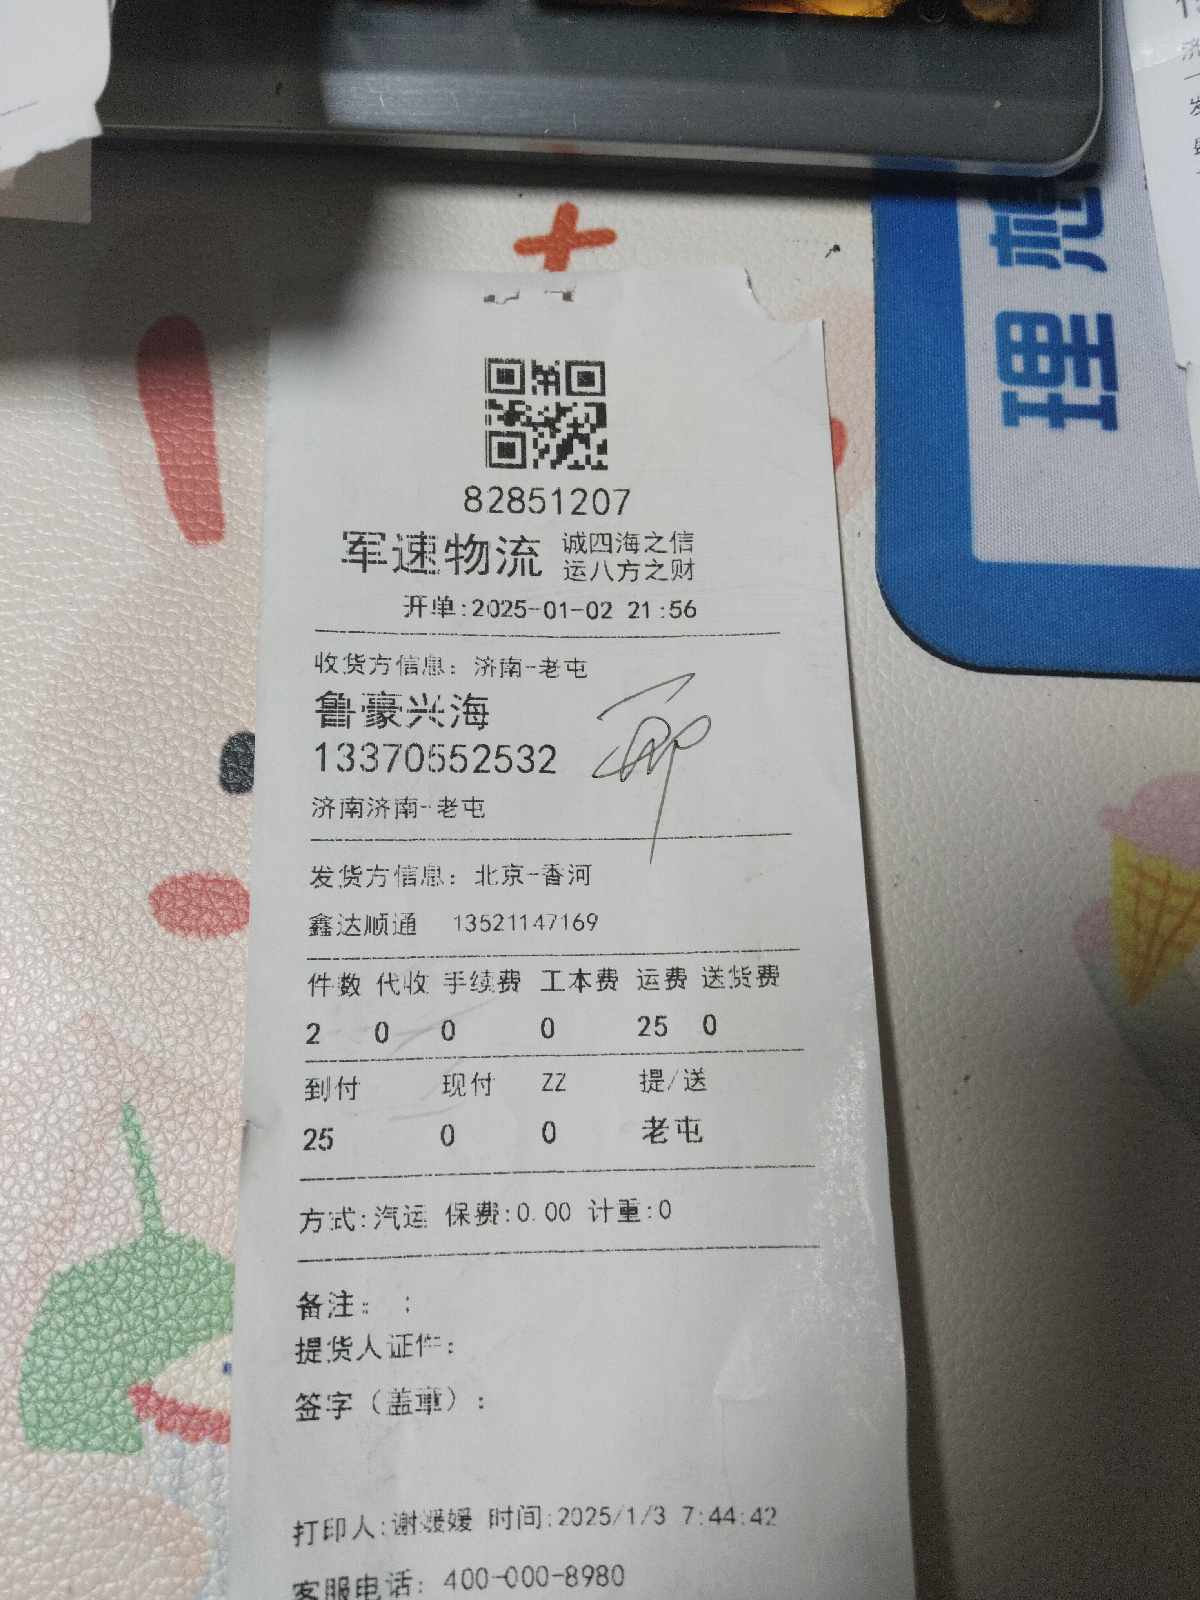 82851207
军速物流 诚四海之信
运八方之财
开单:2025-01-02 21:56
收货方信息: 济南-老屯
鲁豪兴海
13370552532
济南济南-老屯
发货方信息: 北京-香河
鑫达顺通 13521147169
件数 代收 手续费 工本费 运费 送货费
2 0 0 0 25 0
到付 现付 ZZ 提/送
25 0 0 老屯
方式:汽运 保费:0.00 计重:0
备注: :
提货人证件:
签字（盖章）:
打印人:谢媛媛 时间:2025/1/3 7:44:42
客服电话: 400-000-8980
理想